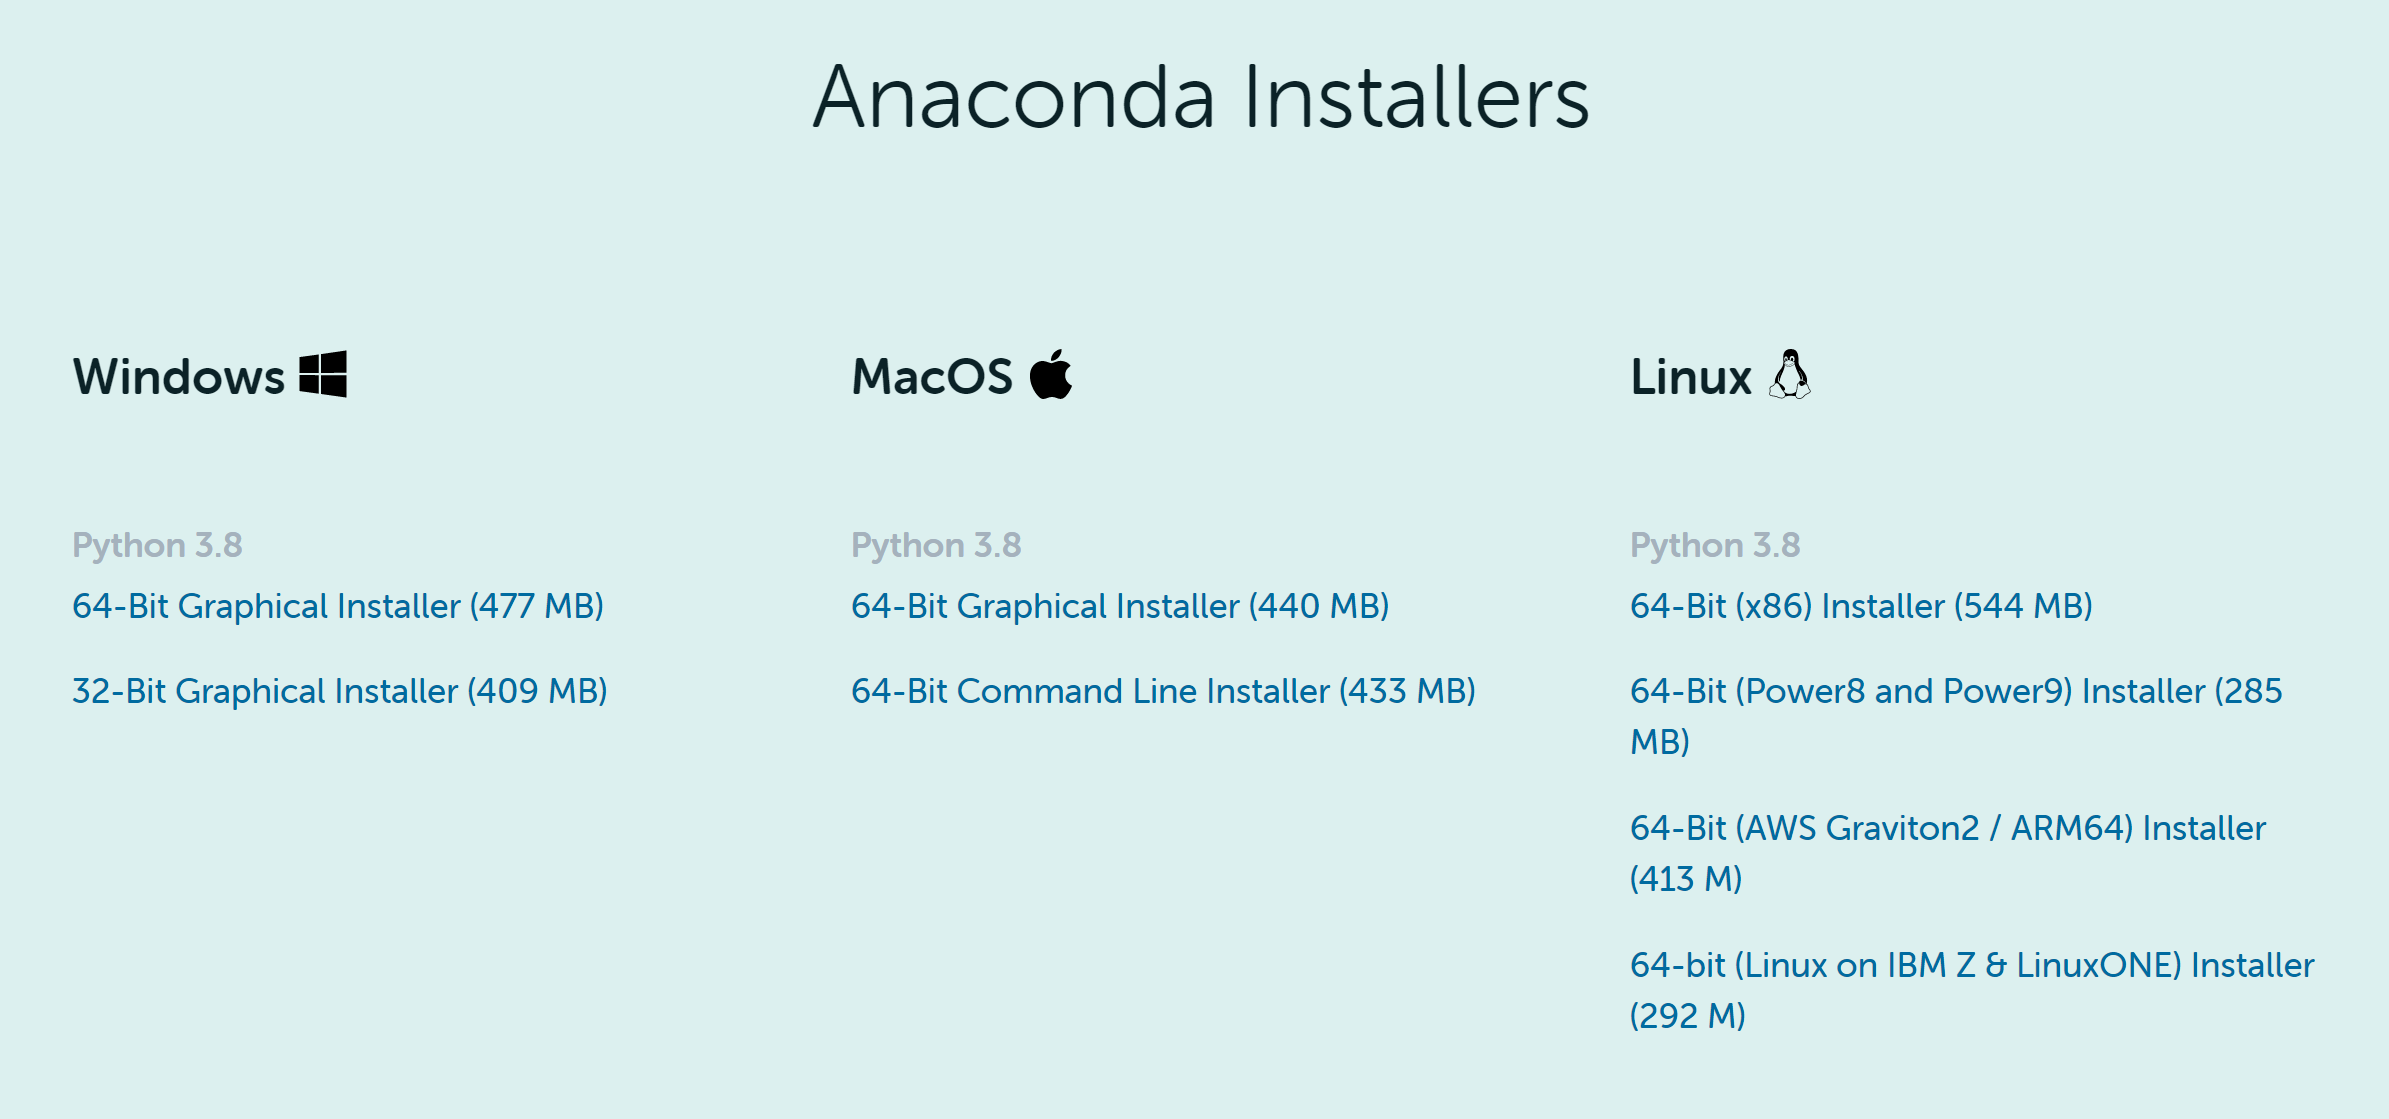 Anaconda Installers
Windows
MacOS
Linux
Python 3.8
64-Bit Graphical Installer (477 MB)
32-Bit Graphical Installer (409 MB)
Python 3.8
64-Bit Graphical Installer (440 MB)
64-Bit Command Line Installer (433 MB)
Python 3.8
64-Bit (x86) Installer (544 MB)
64-Bit (Power8 and Power9) Installer (285
MB)
64-Bit (AWS Graviton2 / ARM64) Installer
(413 M)
64-bit (Linux on IBM Z & LinuxONE) Installer
(292 M)